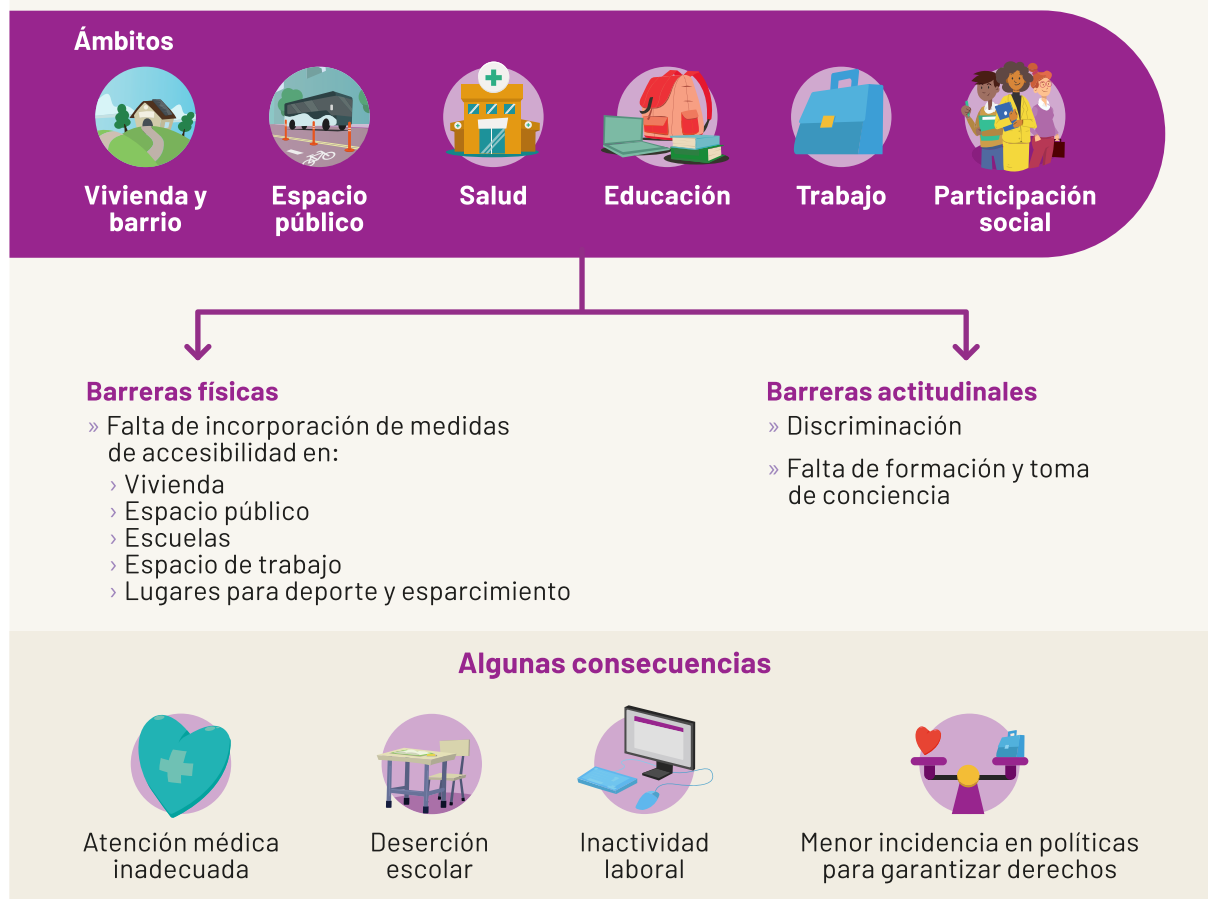 Ámbitos
Vivienda y
barrio
Espacio
público
Salud
Educación
Trabajo
Participación
social
Barreras físicas
» Falta de incorporación de medidas
de accesibilidad en:
› Vivienda
› Espacio público
› Escuelas
› Espacio de trabajo
› Lugares para deporte y esparcimiento
Barreras actitudinales
» Discriminación
» Falta de formación y toma
de conciencia
Algunas consecuencias
Atención médica
inadecuada
Deserción
escolar
Inactividad
laboral
Menor incidencia en políticas
para garantizar derechos